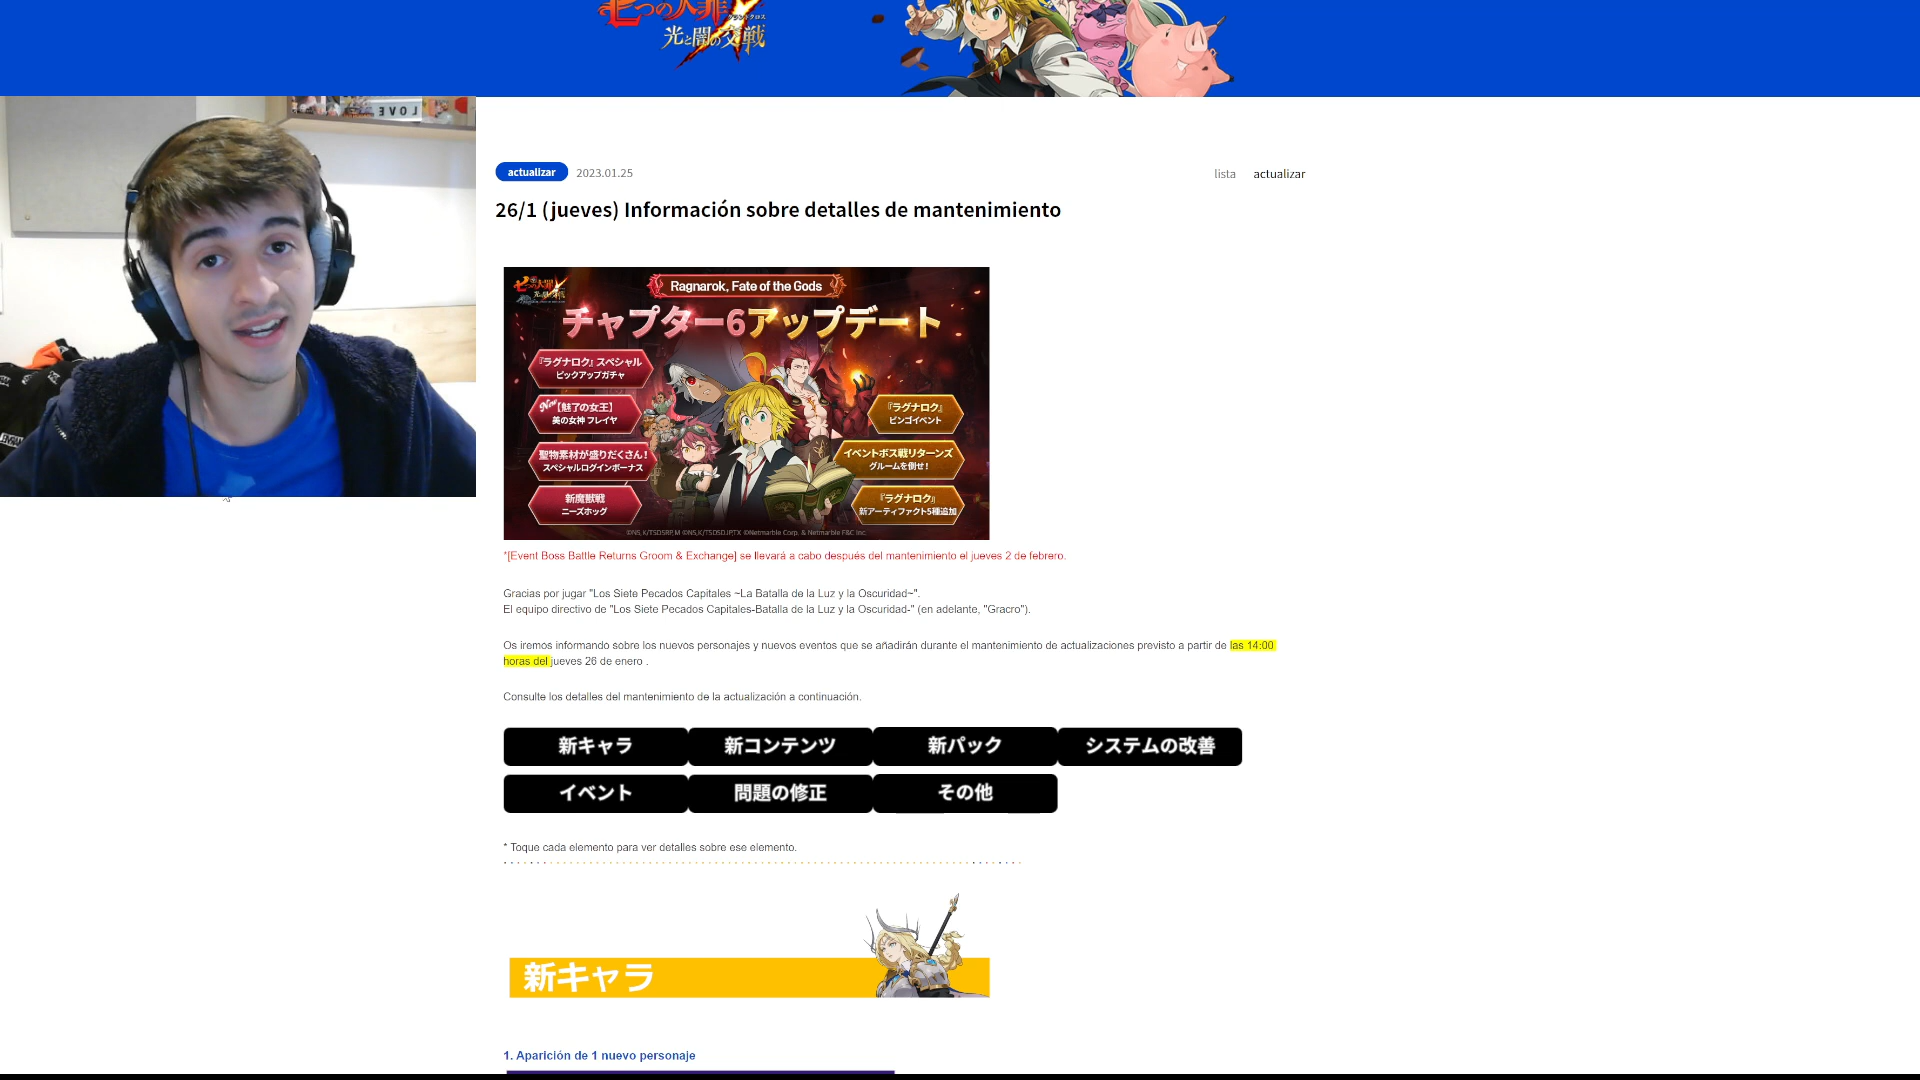 七つの大罪
光と闇の交戦
LOVE
actualizar
2023.01.25
lista
actualizar
26/1 (jueves) Información sobre detalles de mantenimiento
Ragnarok, Fate of the Gods
チャプター6アップデート
『ラグナロク』スペシャル
ピックアップガチャ
New【魅了の女王】
美の女神 フレイヤ
聖物素材が盛りだくさん!
スペシャルログインボーナス
新魔獣戦
ニーズホッグ
『ラグナロク』
ビンゴイベント
イベントボス戦リターンズ
グルームを倒せ!
『ラグナロク』
新アーティファクト5種追加
*[Event Boss Battle Returns Groom & Exchange] se llevará a cabo después del mantenimiento el jueves 2 de febrero.
Gracias por jugar "Los Siete Pecados Capitales ~La Batalla de la Luz y la Oscuridad~".
El equipo directivo de "Los Siete Pecados Capitales-Batalla de la Luz y la Oscuridad-" (en adelante, "Gracro").
Os iremos informando sobre los nuevos personajes y nuevos eventos que se añadirán durante el mantenimiento de actualizaciones previsto a partir de las 14:00
horas del jueves 26 de enero .
Consulte los detalles del mantenimiento de la actualización a continuación.
新キャラ
新コンテンツ
新パック
システムの改善
イベント
問題の修正
その他
* Toque cada elemento para ver detalles sobre ese elemento.
新キャラ
1. Aparición de 1 nuevo personaje